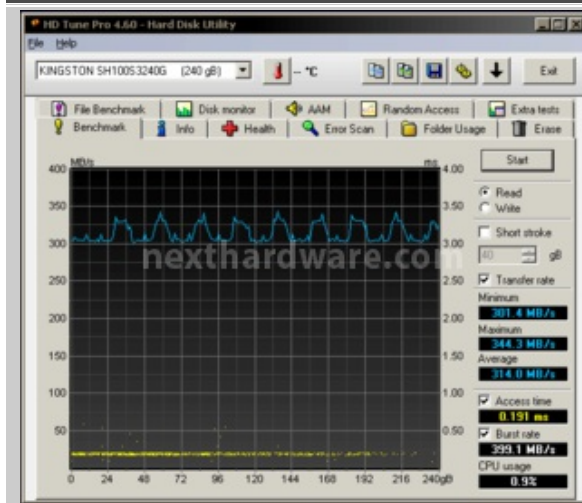 HD Tune Pro 4.60 - Hard Disk Utility
File Help
KINGSTON SH100S3240G (240 gB)
-- °C
Exit
File Benchmark Disk monitor AAM Random Access Extra tests
Benchmark Info Health Error Scan Folder Usage Erase
400 MB/s ms 4.00
350 3.50
300 3.00
250 2.50
200 2.00
150 1.50
100 1.00
50 0.50
0 24 48 72 96 120 144 168 192 216 240gB
nexthardware.com
Start
Read
Write
Short stroke
40 gB
Transfer rate
Minimum
301.4 MB/s
Maximum
344.3 MB/s
Average
314.0 MB/s
Access time
0.191 ms
Burst rate
399.1 MB/s
CPU usage
0.9%